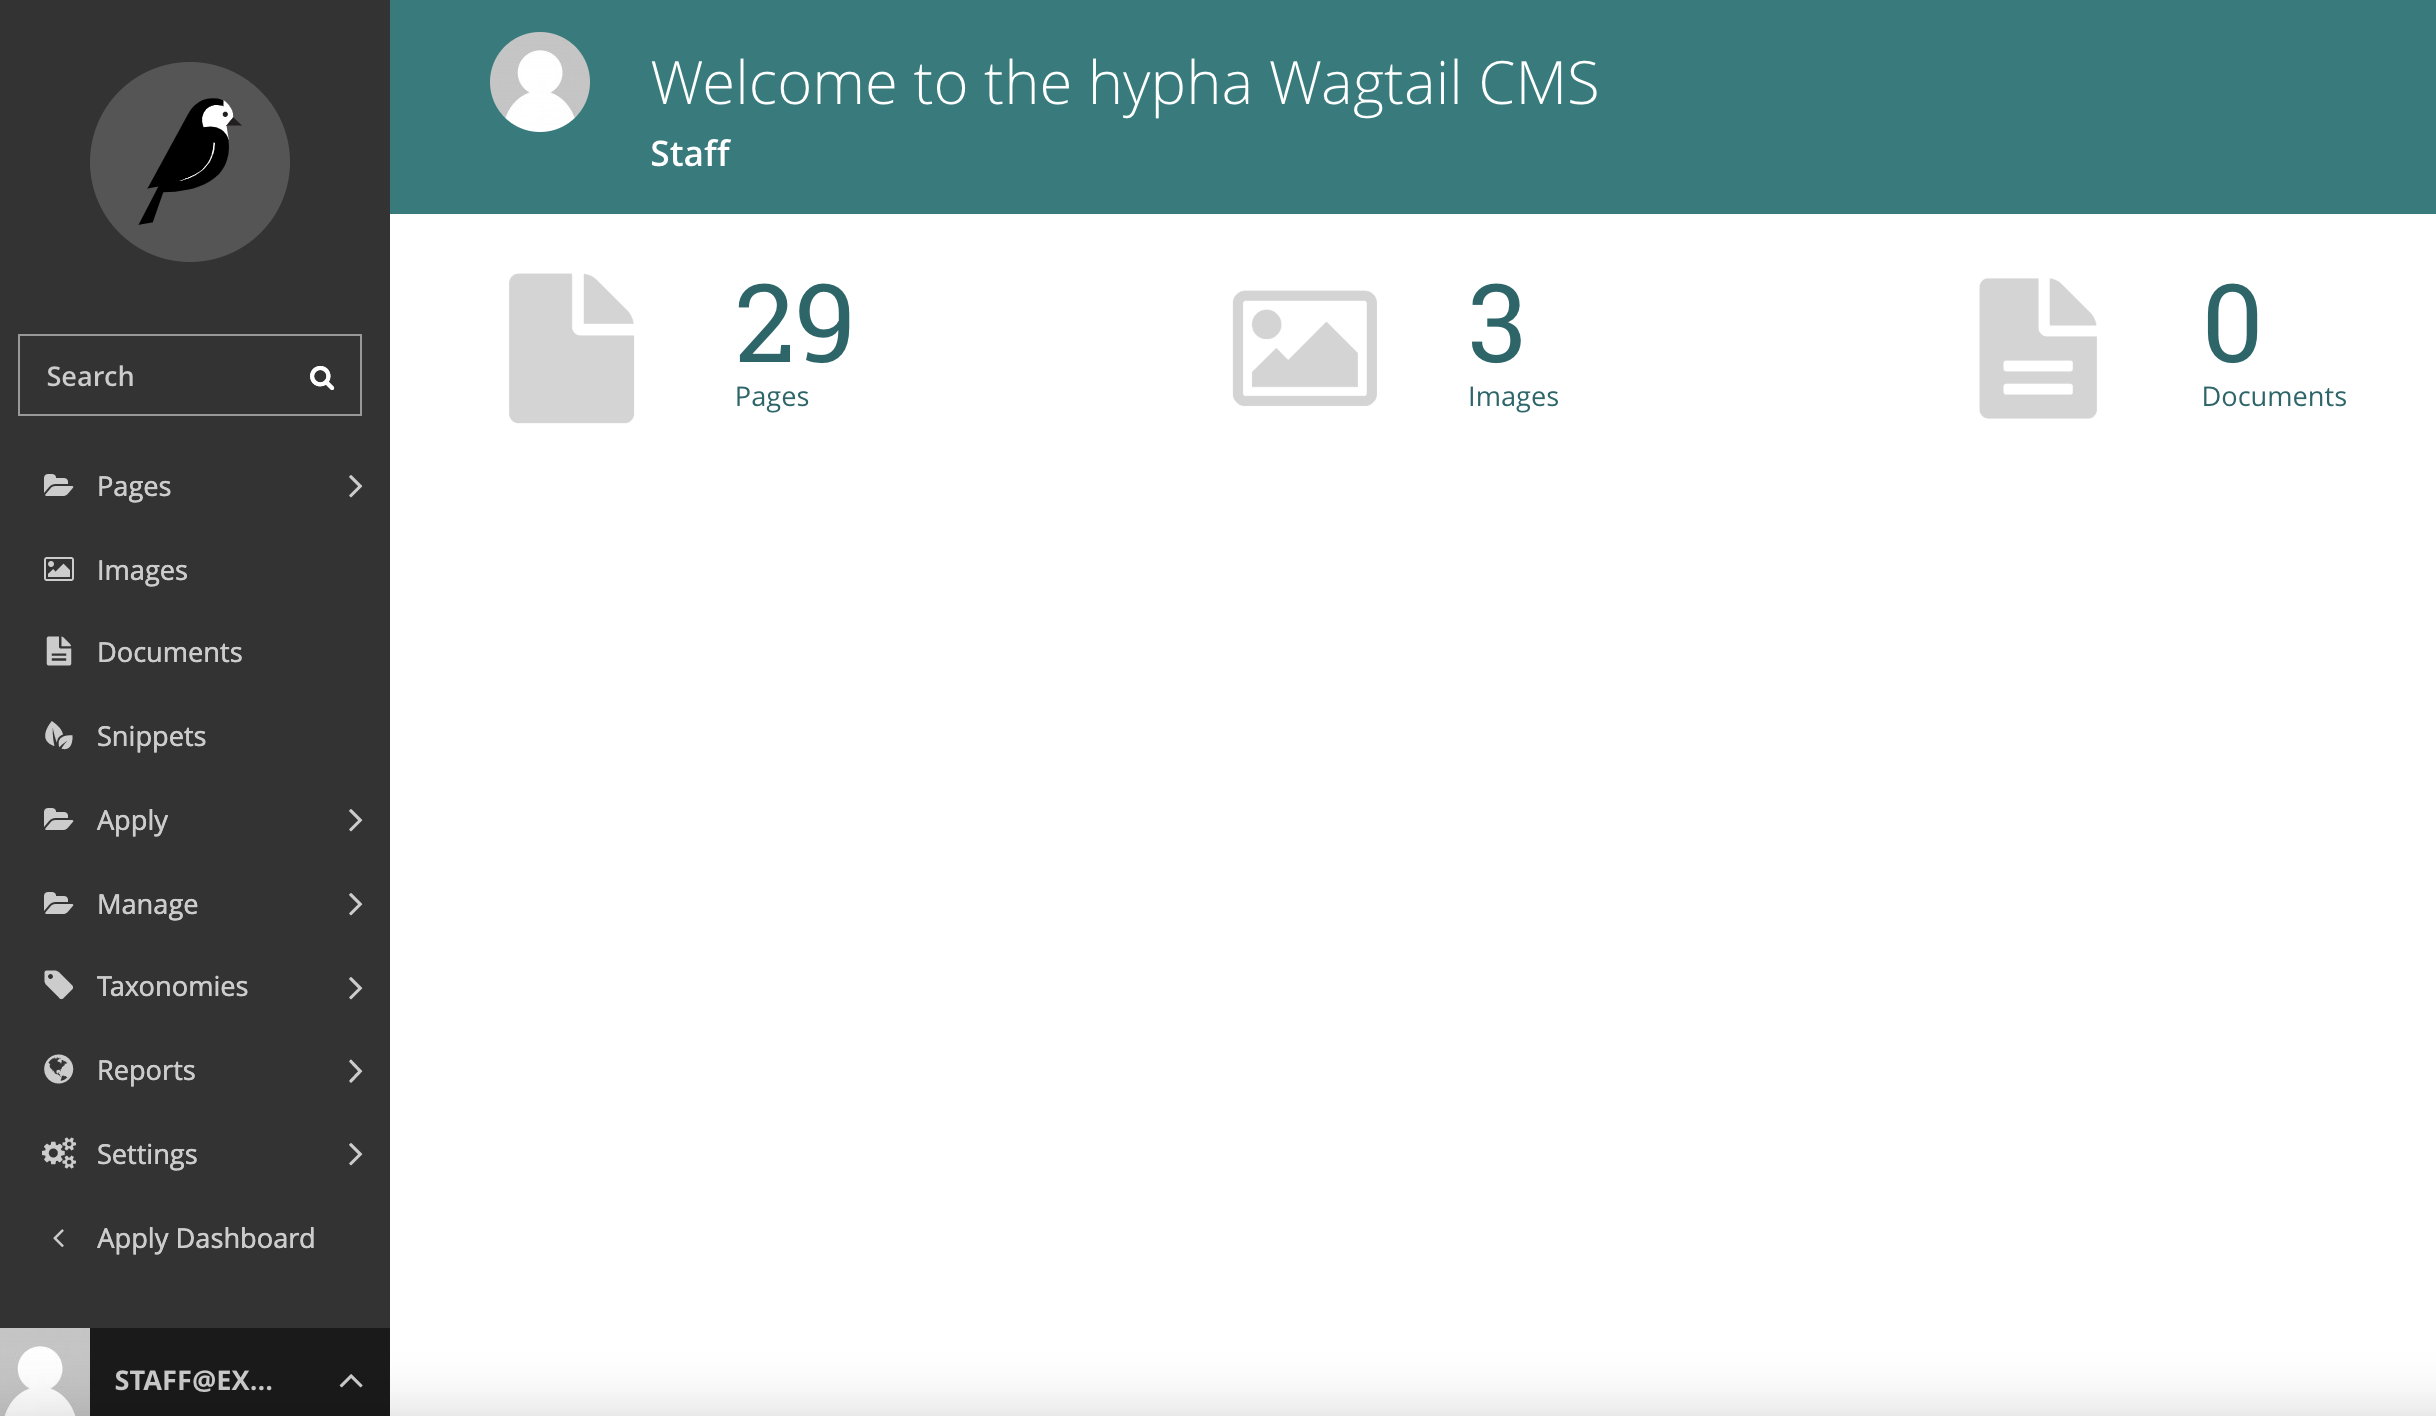 Welcome to the hypha Wagtail CMS
Staff
Search
Pages
Images
Documents
Snippets
Apply
Manage
Taxonomies
Reports
Settings
Apply Dashboard
STAFF@EX...
29
Pages
3
Images
0
Documents